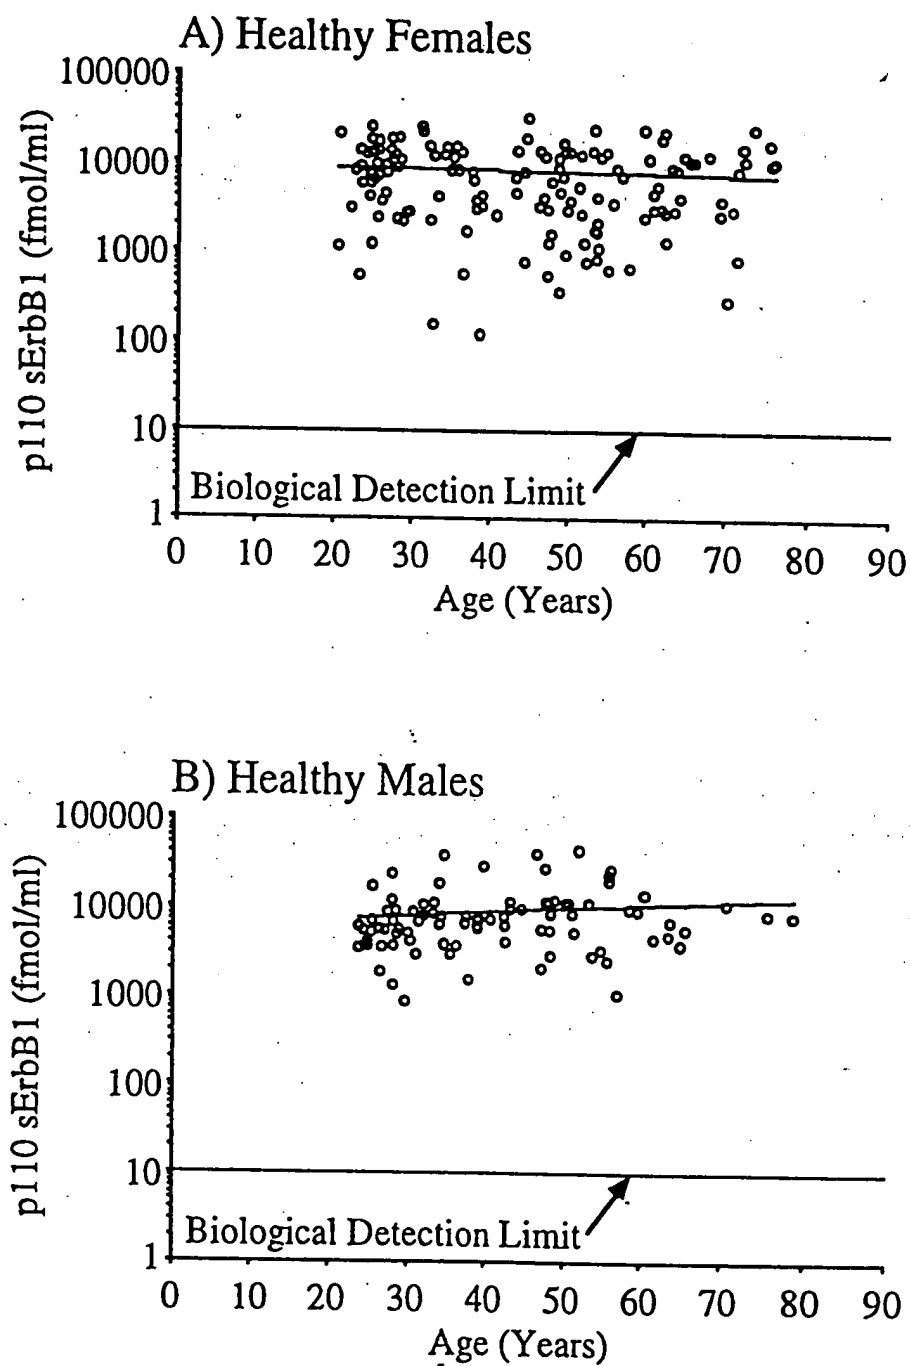 A) Healthy Females
100000
10000
1000
100
10
1
p110 sErbB1 (fmol/ml)
Biological Detection Limit
0 10 20 30 40 50 60 70 80 90
Age (Years)
B) Healthy Males
100000
10000
1000
100
10
1
p110 sErbB1 (fmol/ml)
Biological Detection Limit
0 10 20 30 40 50 60 70 80 90
Age (Years)